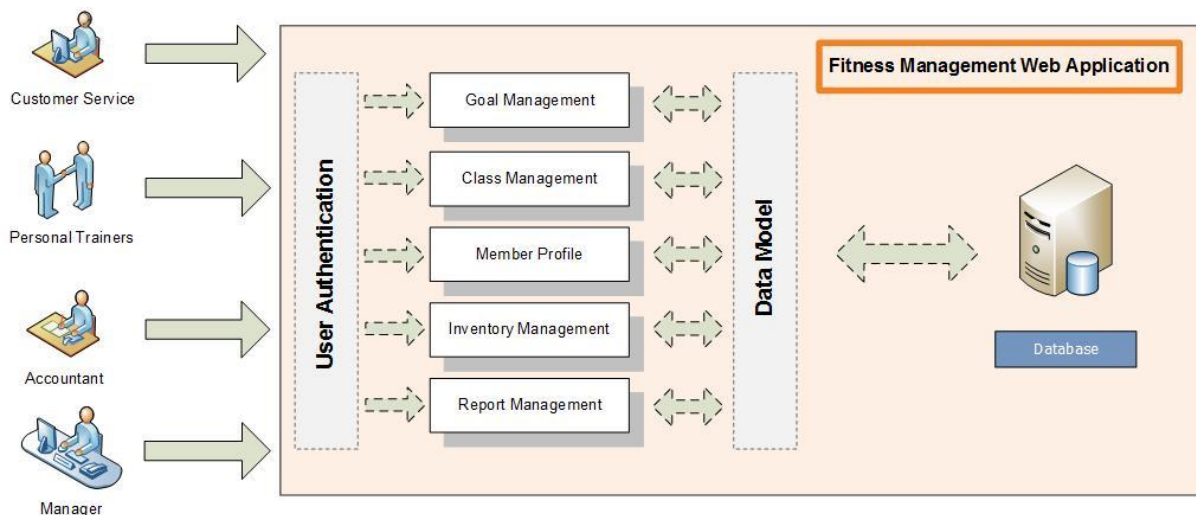 Customer Service
Personal Trainers
Accountant
Manager
User Authentication
Goal Management
Class Management
Member Profile
Inventory Management
Report Management
Data Model
Fitness Management Web Application
Database